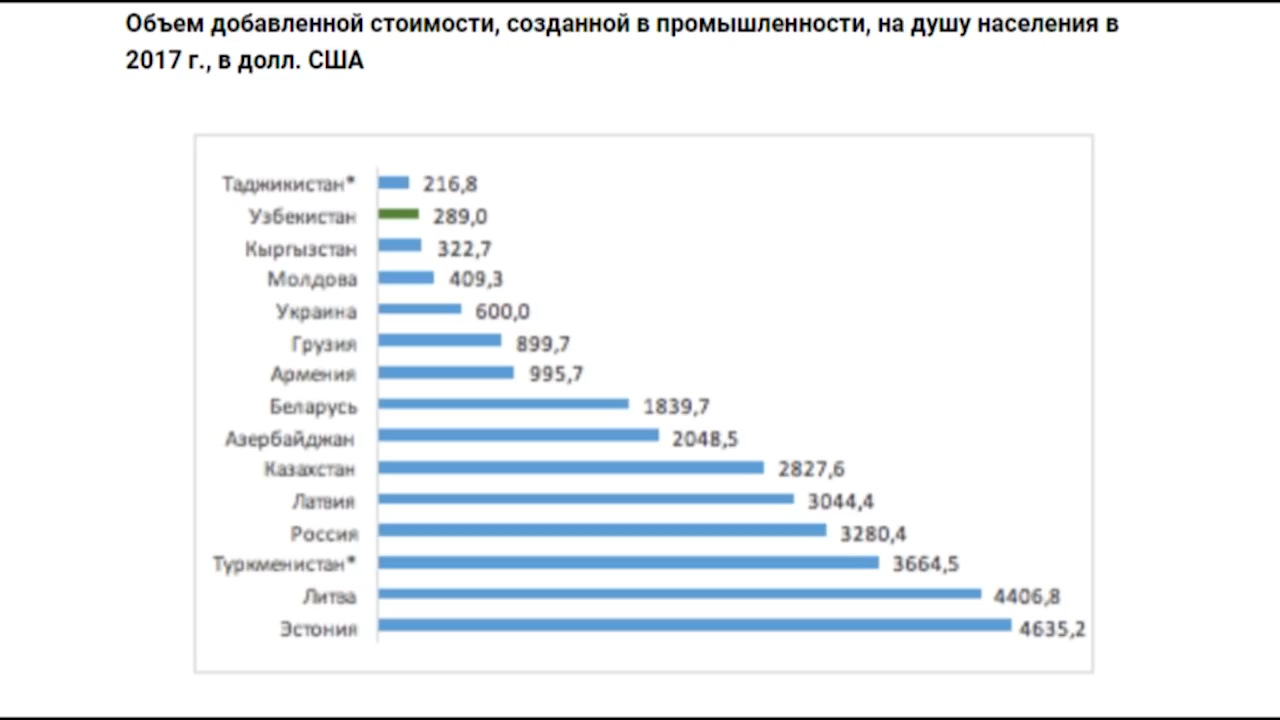 Объем добавленной стоимости, созданной в промышленности, на душу населения в
2017 г., в долл. США
Таджикистан* 216,8
Узбекистан 289,0
Кыргызстан 322,7
Молдова 409,3
Украина 600,0
Грузия 899,7
Армения 995,7
Беларусь 1839,7
Азербайджан 2048,5
Казахстан 2827,6
Латвия 3044,4
Россия 3280,4
Туркменистан* 3664,5
Литва 4406,8
Эстония 4635,2